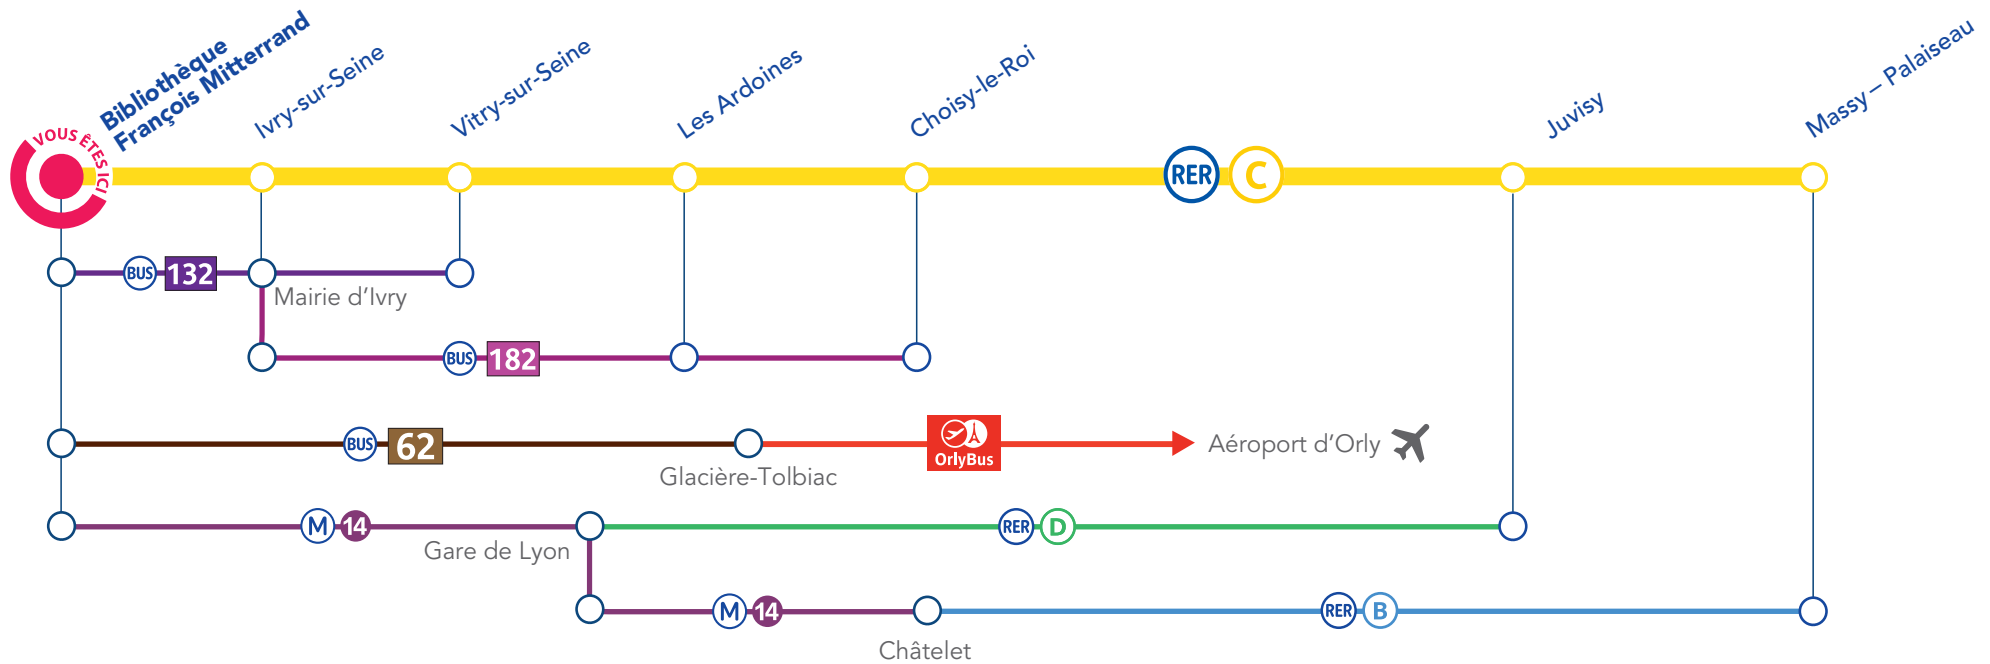 Bibliothèque
François Mitterrand
Ivry-sur-Seine
Vitry-sur-Seine
Les Ardoines
Choisy-le-Roi
Juvisy
Massy – Palaiseau
VOUS ÊTES ICI
RER C
BUS 132
Mairie d’Ivry
BUS 182
BUS 62
OrlyBus
Aéroport d’Orly
Glacière-Tolbiac
M 14
RER D
Gare de Lyon
M 14
RER B
Châtelet